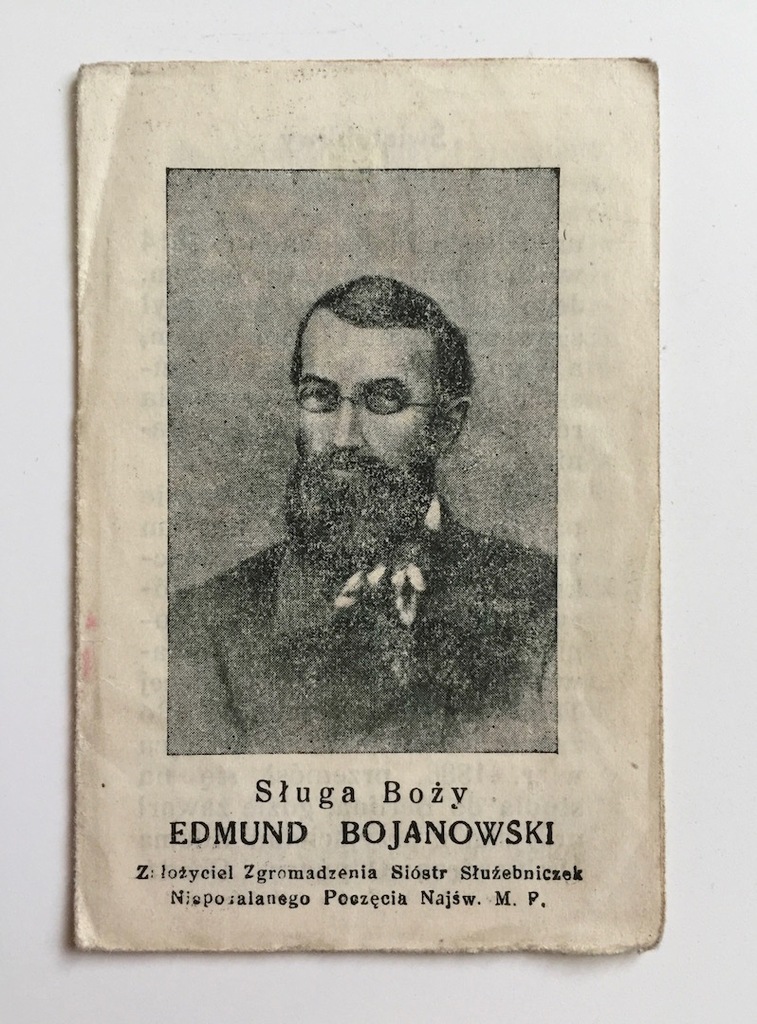 Sługa Boży
EDMUND BOJANOWSKI
Założyciel Zgromadzenia Sióstr Służebniczek
Niepokalanego Poczęcia Najśw. M. P.